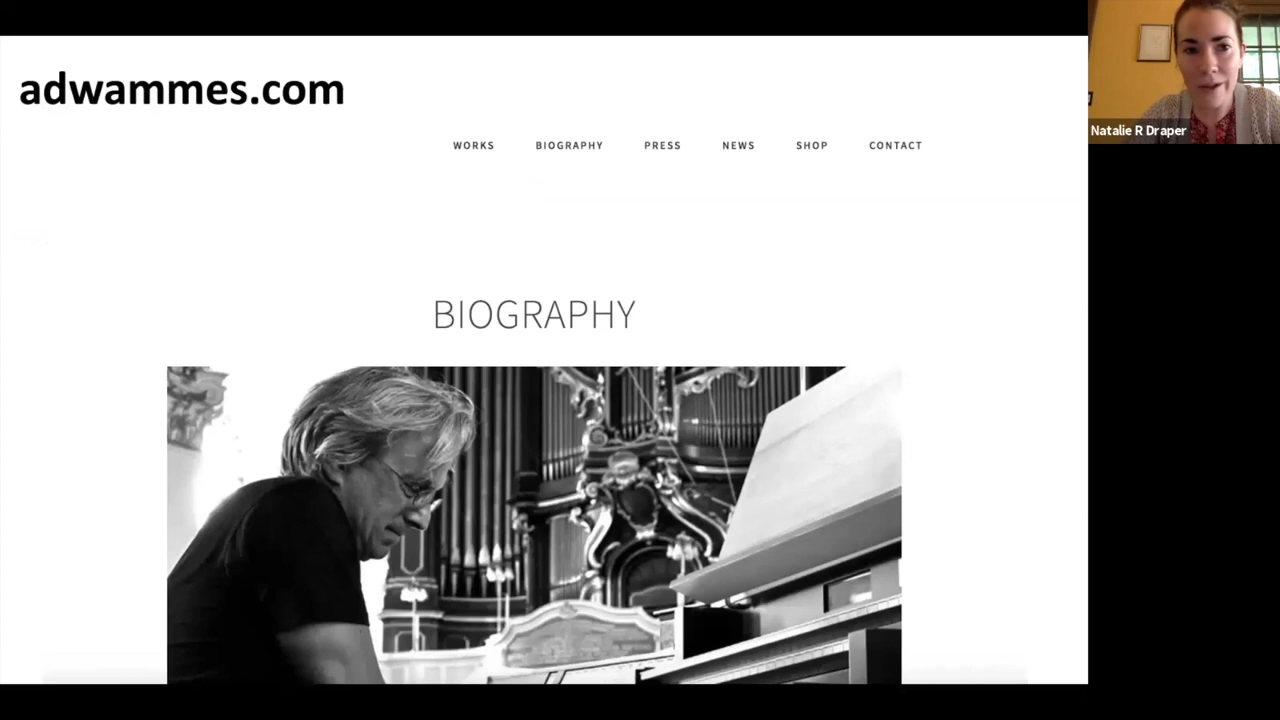 adwammes.com
WORKS BIOGRAPHY PRESS NEWS SHOP CONTACT
BIOGRAPHY
Natalie R Draper